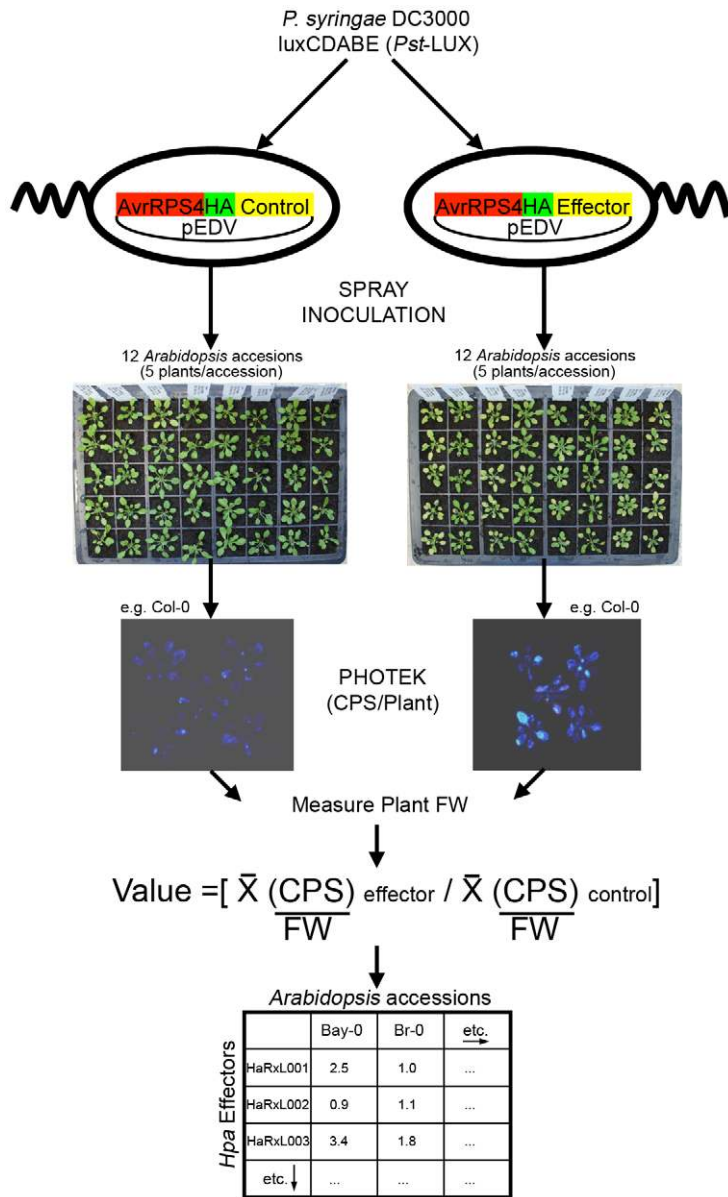 P. syringae DC3000
luxCDABE (Pst-LUX)
AvrRPS4HA Control
pEDV
AvrRPS4HA Effector
pEDV
SPRAY
INOCULATION
12 Arabidopsis accesions
(5 plants/accession)
12 Arabidopsis accesions
(5 plants/accession)
e.g. Col-0
e.g. Col-0
PHOTEK
(CPS/Plant)
Measure Plant FW
Value =[ X̄ (CPS) effector / X̄ (CPS) control]
FW FW
Arabidopsis accessions
Hpa Effectors
Bay-0 Br-0 etc.
HaRxL001 2.5 1.0 ...
HaRxL002 0.9 1.1 ...
HaRxL003 3.4 1.8 ...
etc. ... ... ...